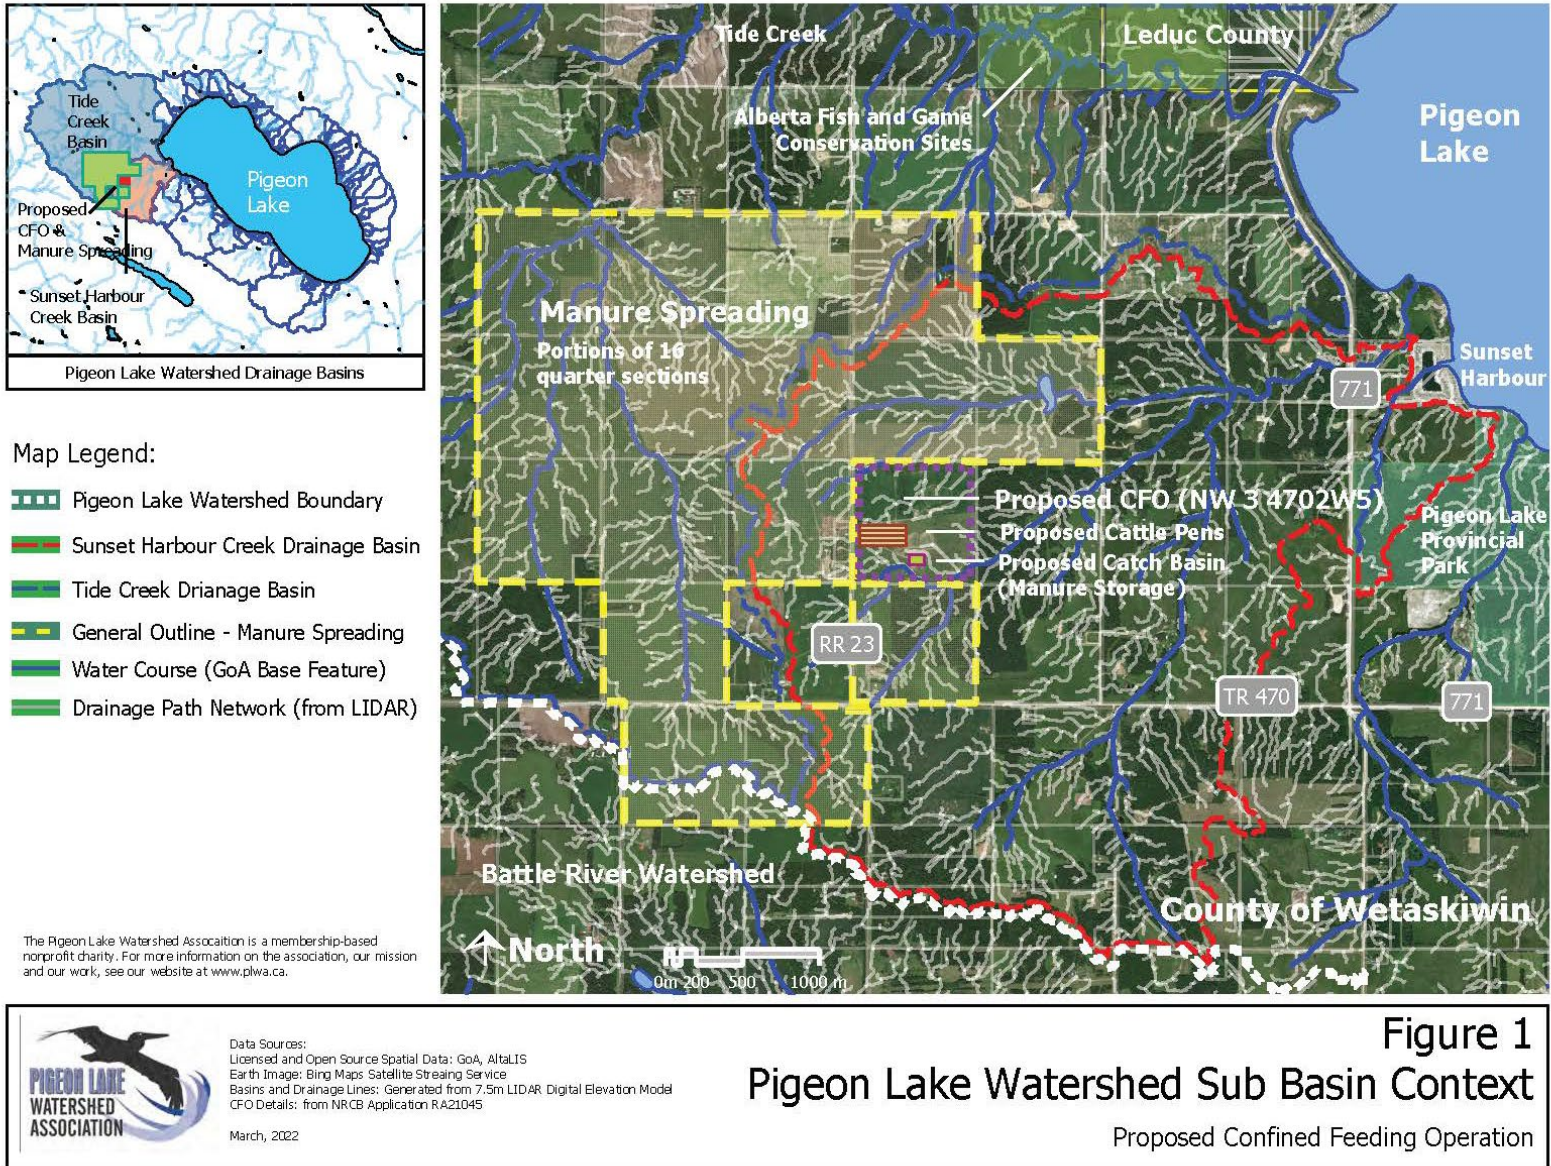 Tide
Creek
Basin
Pigeon
Lake
Proposed
CFO &
Manure Spreading
Sunset Harbour
Creek Basin
Pigeon Lake Watershed Drainage Basins
Map Legend:
Pigeon Lake Watershed Boundary
Sunset Harbour Creek Drainage Basin
Tide Creek Drianage Basin
General Outline - Manure Spreading
Water Course (GoA Base Feature)
Drainage Path Network (from LIDAR)
The Pigeon Lake Watershed Assocaition is a membership-based
nonprofit charity. For more information on the association, our mission
and our work, see our website at www.plwa.ca.
Tide Creek
Leduc County
Alberta Fish and Game
Conservation Sites
Pigeon
Lake
Manure Spreading
Portions of 16
quarter sections
Sunset
Harbour
771
Proposed CFO (NW 3 4702W5)
Proposed Cattle Pens
Proposed Catch Basin
(Manure Storage)
Pigeon Lake
Provincial
Park
RR 23
TR 470
771
Battle River Watershed
County of Wetaskiwin
North
0m 200 500 1000 m
PIGEON LAKE
WATERSHED
ASSOCIATION
Data Sources:
Licensed and Open Source Spatial Data: GoA, AltaLIS
Earth Image: Bing Maps Satellite Streaing Service
Basins and Drainage Lines: Generated from 7.5m LIDAR Digital Elevation Model
CFO Details: from NRCB Application RA21045
March, 2022
Figure 1
Pigeon Lake Watershed Sub Basin Context
Proposed Confined Feeding Operation